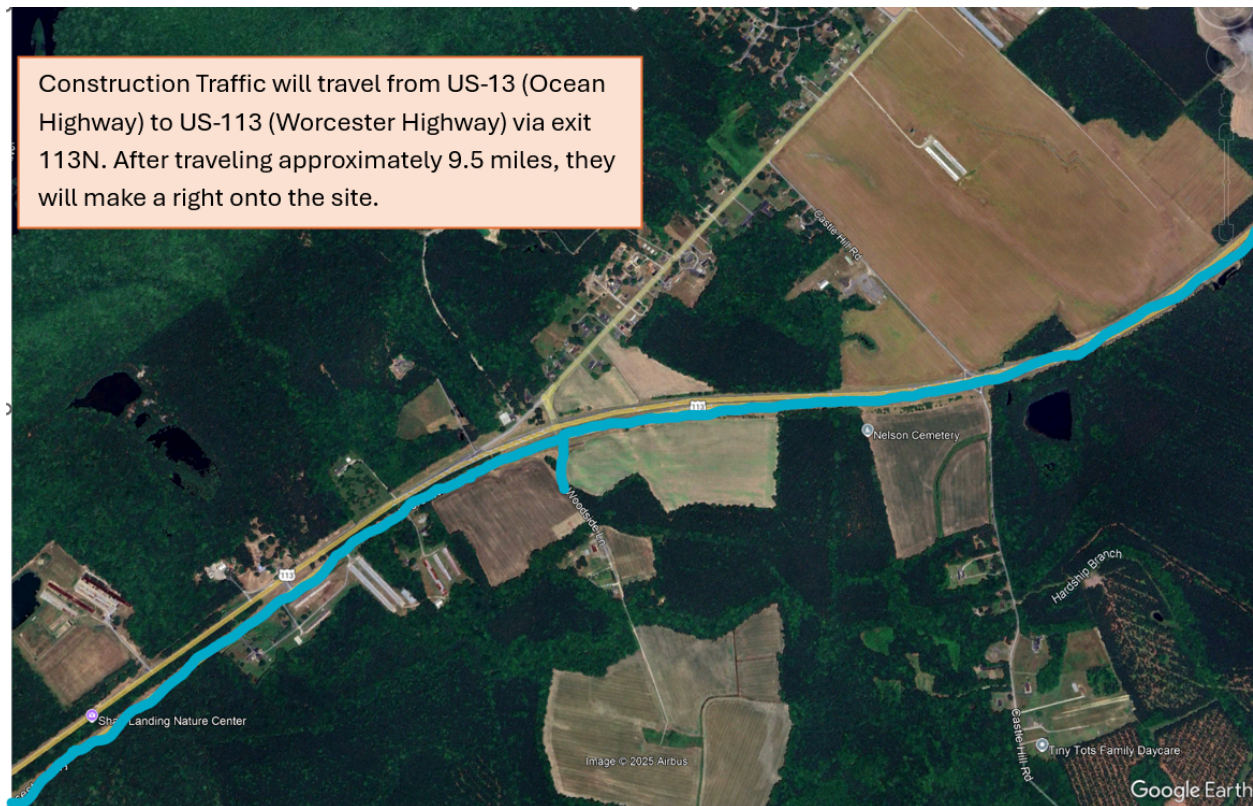 Construction Traffic will travel from US-13 (Ocean
Highway) to US-113 (Worcester Highway) via exit
113N. After traveling approximately 9.5 miles, they
will make a right onto the site.
Castle Hill Rd
113
Nelson Cemetery
Woodside Ln
113
Hardship Branch
Landing Nature Center
Castle Hill Rd
Tiny Tots Family Daycare
Image © 2025 Airbus
Google Earth